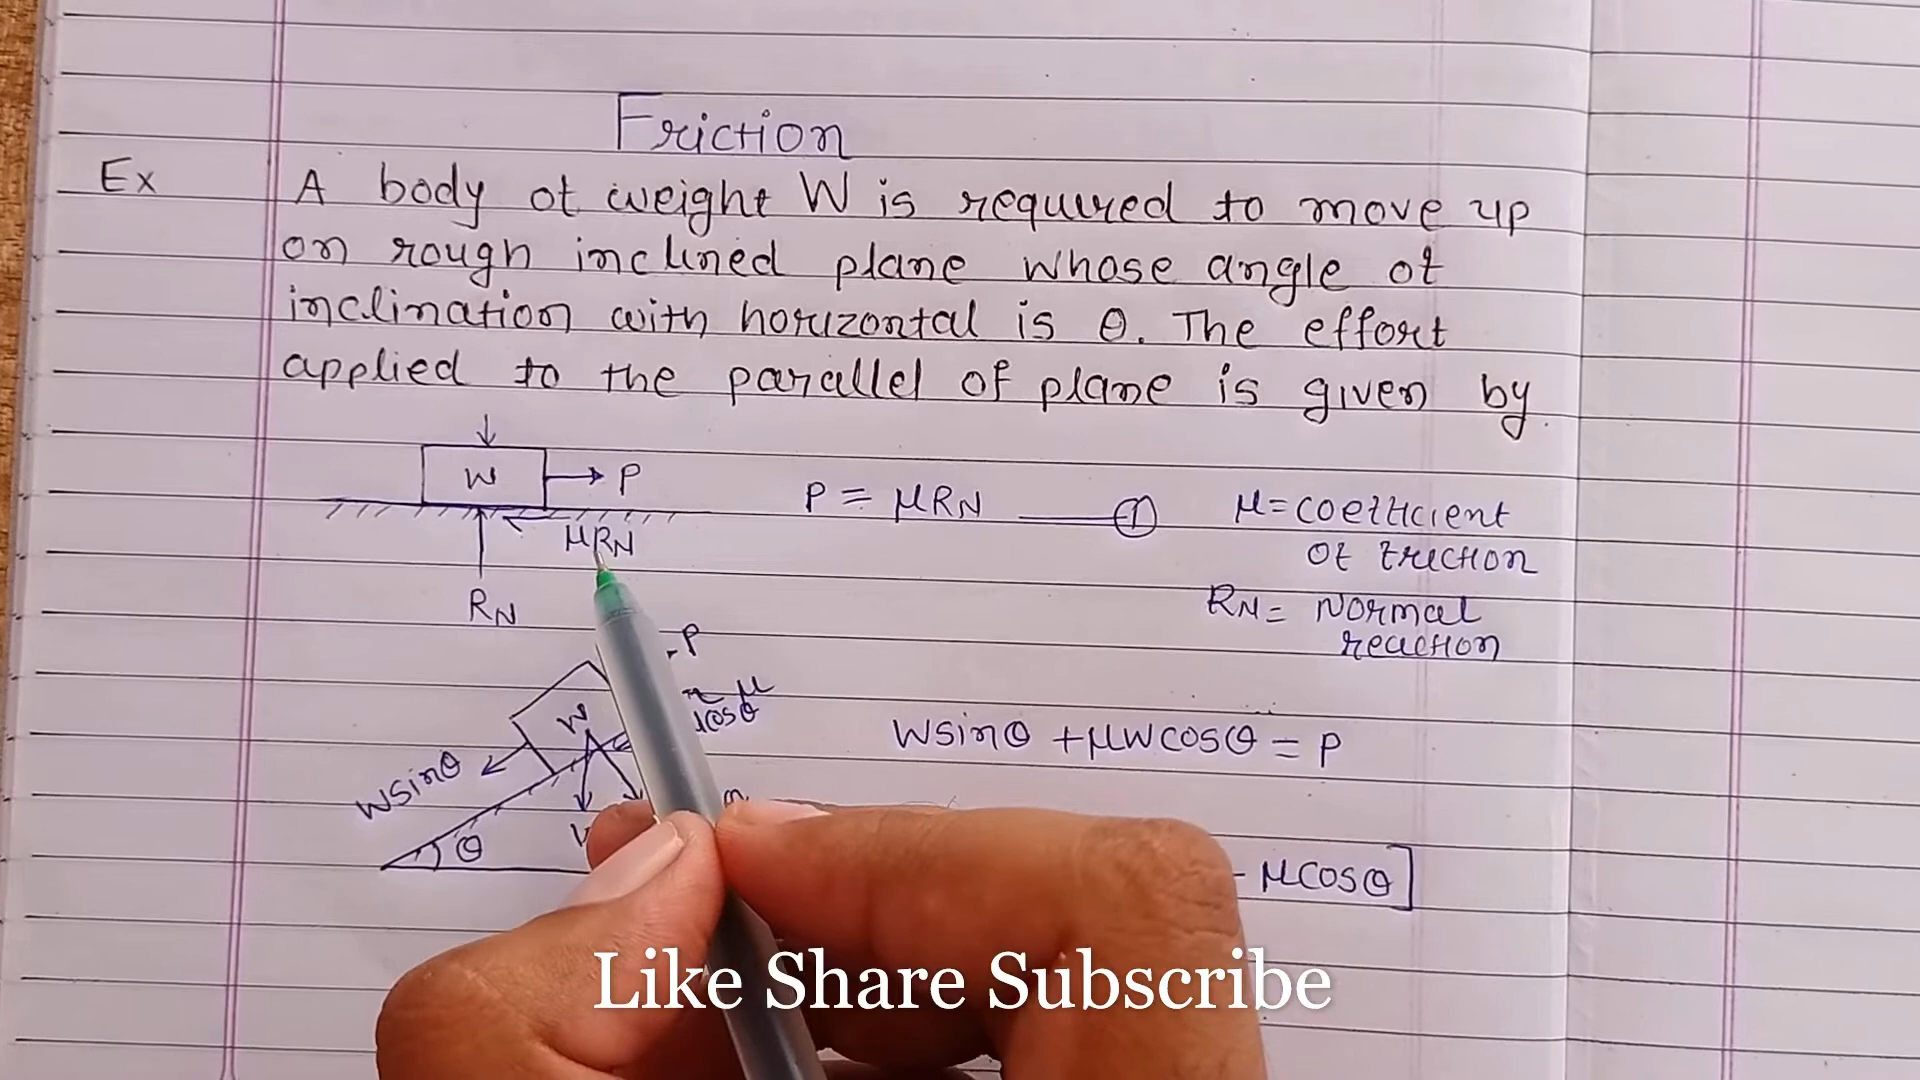 Friction
Ex A body of weight W is required to move up
on rough inclined plane whose angle of
inclination with horizontal is θ. The effort
applied to the parallel of plane is given by.
W → P
P = μRN ——— ①
μ = coefficient
of friction
μRN
RN
RN = Normal
reaction
P
μ
cosθ
W
Wsinθ + μWcosθ = P
Wsinθ
θ
μcosθ]
Like Share Subscribe